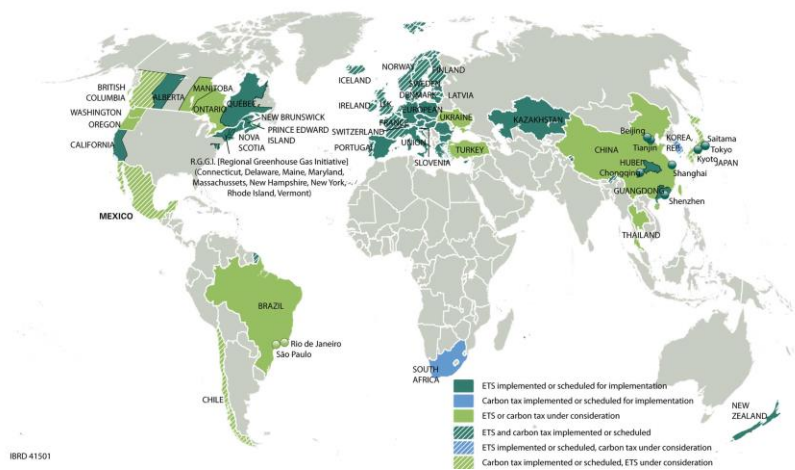 NORWAY
FINLAND
ICELAND
SWEDEN
DENMARK
BRITISH
COLUMBIA
ALBERTA
MANITOBA
ONTARIO
QUÉBEC
LATVIA
IRELAND
U.K.
EUROPEAN
UKRAINE
KAZAKHSTAN
WASHINGTON
OREGON
NEW BRUNSWICK
PRINCE EDWARD
ISLAND
NOVA
SCOTIA
FRANCE
SWITZERLAND
PORTUGAL
UNION
SLOVENIA
TURKEY
CALIFORNIA
R.G.G.I. [Regional Greenhouse Gas Initiative]
(Connecticut, Delaware, Maine, Maryland,
Massachussets, New Hampshire, New York,
Rhode Island, Vermont)
Beijing
Tianjin
KOREA,
REP.
Saitama
Tokyo
Kyoto
JAPAN
CHINA
HUBEI
Chongqing
Shanghai
GUANGDONG
Shenzhen
THAILAND
MEXICO
BRAZIL
Rio de Janeiro
São Paulo
CHILE
SOUTH
AFRICA
NEW
ZEALAND
ETS implemented or scheduled for implementation
Carbon tax implemented or scheduled for implementation
ETS or carbon tax under consideration
ETS and carbon tax implemented or scheduled
ETS implemented or scheduled, carbon tax under consideration
Carbon tax implemented or scheduled, ETS under consideration
IBRD 41501